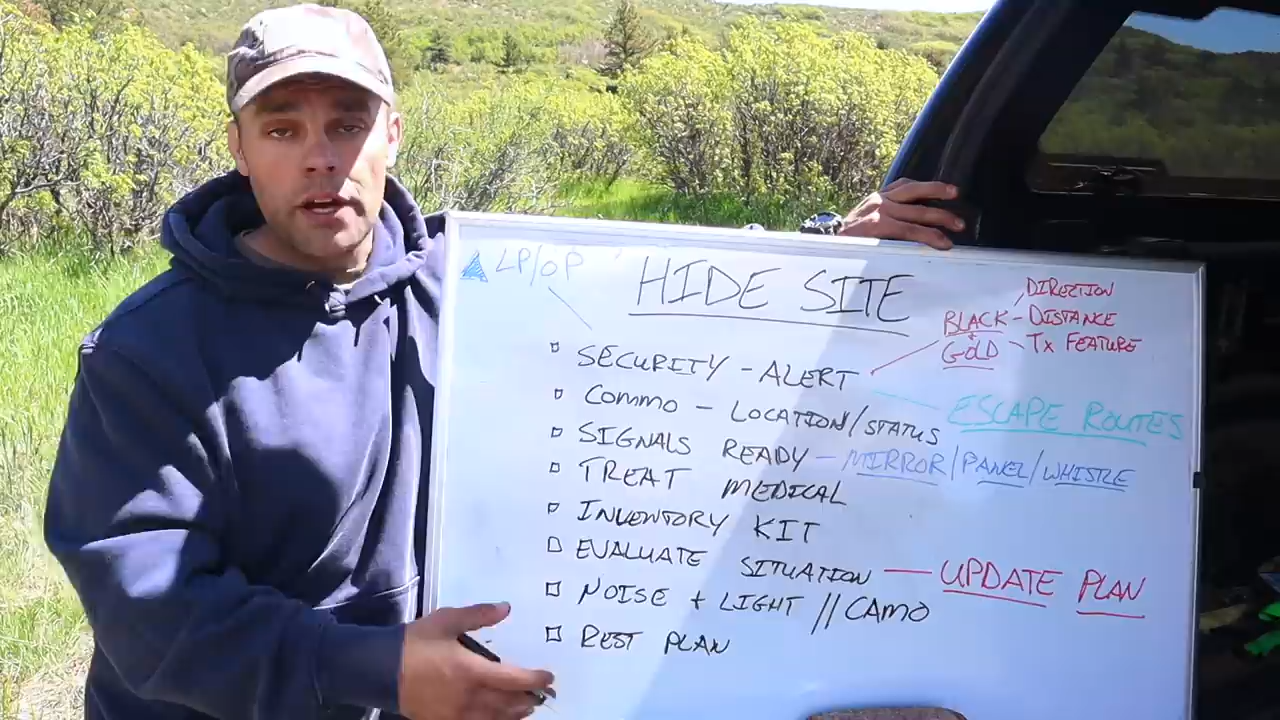 LP/OP
HIDE SITE
DIRECTION
BLACK - DISTANCE
+
GOLD - TX FEATURE
SECURITY - ALERT
ESCAPE ROUTES
COMMO - LOCATION/STATUS
SIGNALS READY - MIRROR/PANEL/WHISTLE
TREAT MEDICAL
INVENTORY KIT
EVALUATE SITUATION — UPDATE PLAN
NOISE + LIGHT // CAMO
REST PLAN